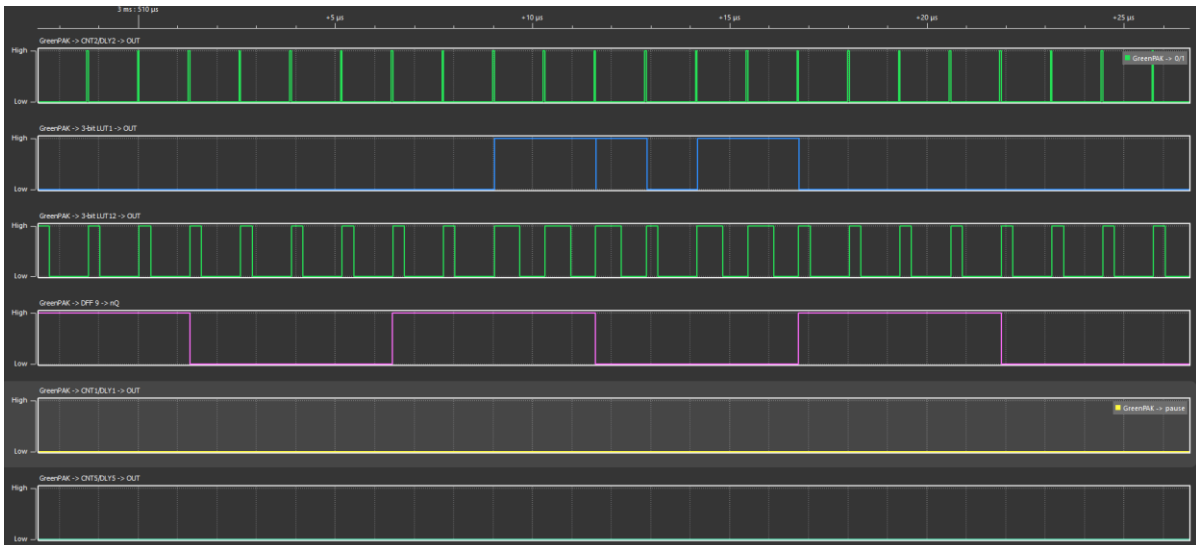 3 ms : 510 µs
+5 µs +10 µs +15 µs +20 µs +25 µs
GreenPAK -> CNT2/DLY2 -> OUT
High
GreenPAK -> 0/1
Low
GreenPAK -> 3-bit LUT1 -> OUT
High
Low
GreenPAK -> 3-bit LUT12 -> OUT
High
Low
GreenPAK -> DFF 9 -> nQ
High
Low
GreenPAK -> CNT1/DLY1 -> OUT
High
GreenPAK -> pause
Low
GreenPAK -> CNT5/DLY5 -> OUT
High
Low